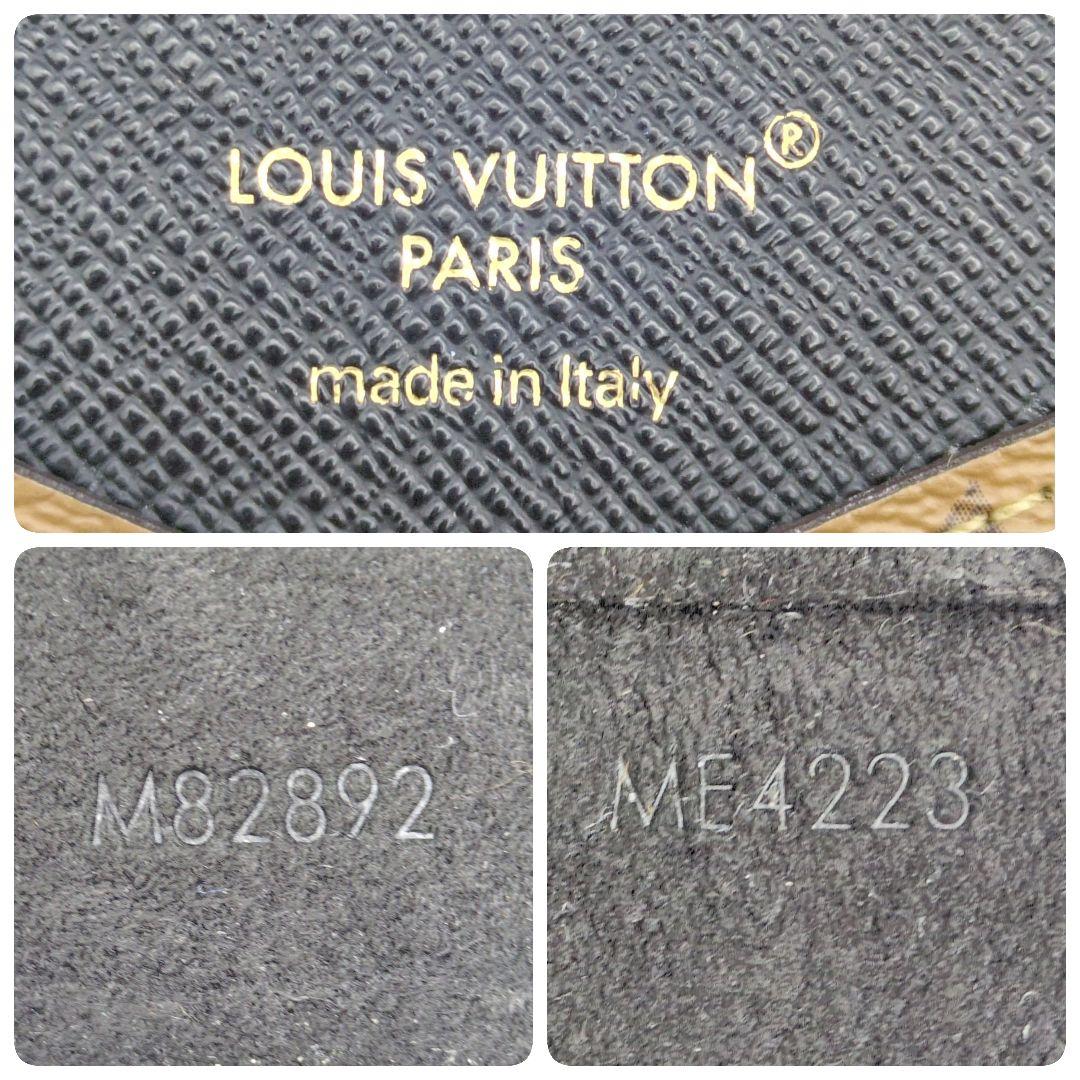 LOUIS VUITTON®
PARIS
made in Italy
M82892
ME4223